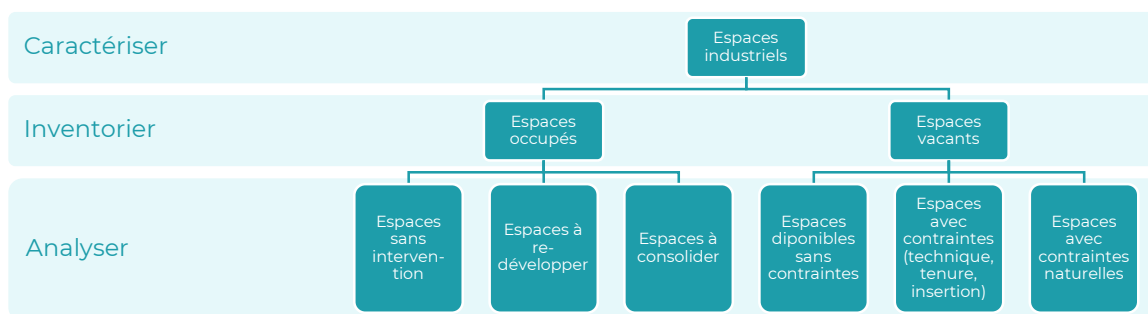 Caractériser
Espaces
industriels
Inventorier
Espaces
occupés
Espaces
vacants
Analyser
Espaces
sans
interven-
tion
Espaces à
re-
développer
Espaces à
consolider
Espaces
diponibles
sans
contraintes
Espaces
avec
contraintes
(technique,
tenure,
insertion)
Espaces
avec
contraintes
naturelles